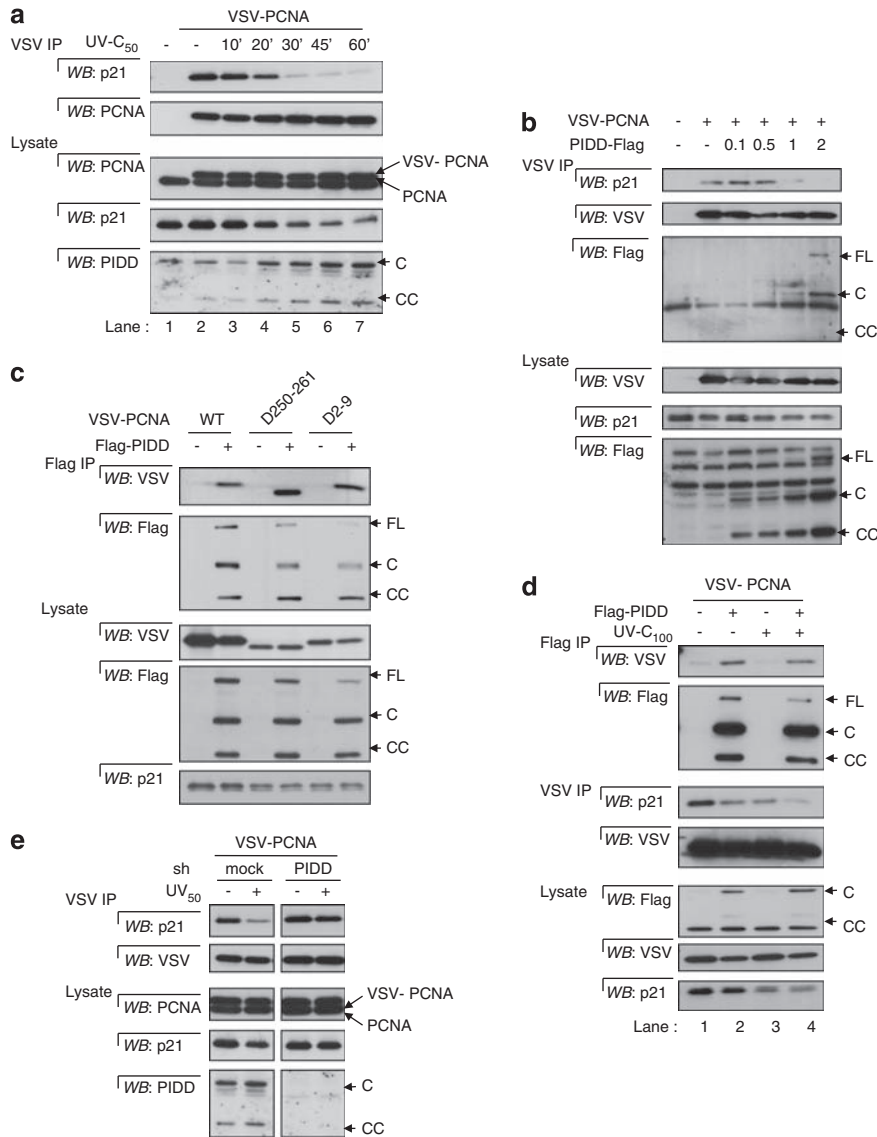 a
VSV-PCNA
VSV IP UV-C50 - - 10' 20' 30' 45' 60'
WB: p21
WB: PCNA
Lysate
WB: PCNA
VSV- PCNA
PCNA
WB: p21
WB: PIDD
C
CC
Lane : 1 2 3 4 5 6 7
b
VSV-PCNA - + + + + +
PIDD-Flag - - 0.1 0.5 1 2
VSV IP
WB: p21
WB: VSV
WB: Flag
FL
C
CC
Lysate
WB: VSV
WB: p21
WB: Flag
FL
C
CC
c
VSV-PCNA WT D250-261 D2-9
Flag-PIDD - + - + - +
Flag IP
WB: VSV
WB: Flag
FL
C
CC
Lysate
WB: VSV
WB: Flag
FL
C
CC
WB: p21
d
VSV- PCNA
Flag-PIDD - + - +
UV-C100 - - + +
Flag IP
WB: VSV
WB: Flag
FL
C
CC
VSV IP
WB: p21
WB: VSV
Lysate
WB: Flag
C
CC
WB: VSV
WB: p21
Lane : 1 2 3 4
e
VSV-PCNA
sh mock PIDD
UV50 - + - +
VSV IP
WB: p21
WB: VSV
Lysate
WB: PCNA
VSV- PCNA
PCNA
WB: p21
WB: PIDD
C
CC